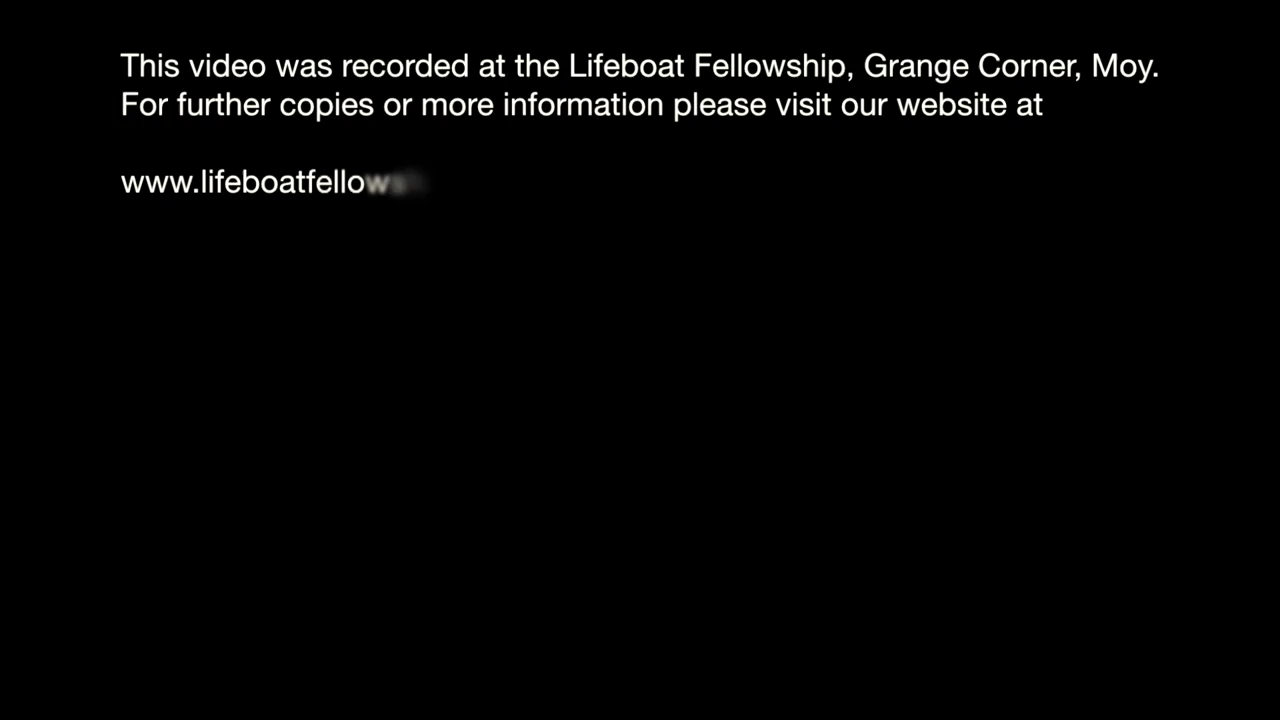 This video was recorded at the Lifeboat Fellowship, Grange Corner, Moy.
For further copies or more information please visit our website at
www.lifeboatfellows